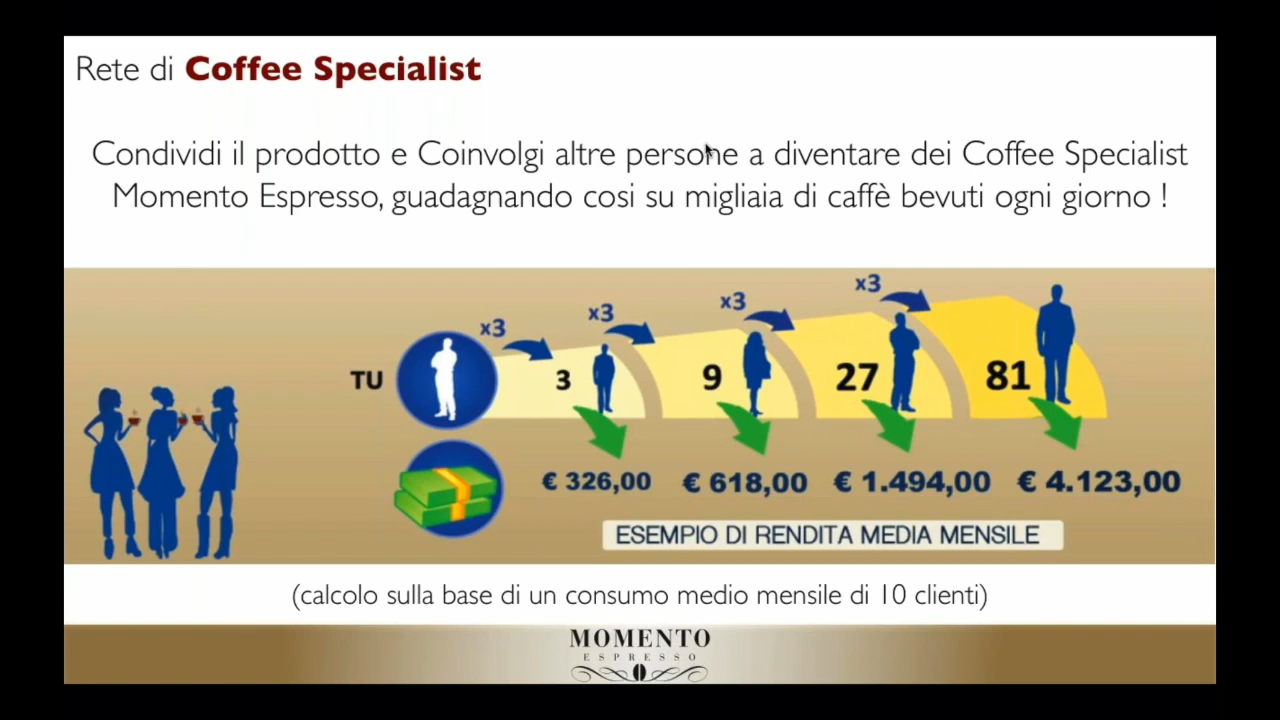 Rete di Coffee Specialist
Condividi il prodotto e Coinvolgi altre persone a diventare dei Coffee Specialist
Momento Espresso, guadagnando cosi su migliaia di caffè bevuti ogni giorno !
x3
x3
x3
x3
TU
3
9
27
81
€ 326,00
€ 618,00
€ 1.494,00
€ 4.123,00
ESEMPIO DI RENDITA MEDIA MENSILE
(calcolo sulla base di un consumo medio mensile di 10 clienti)
MOMENTO
ESPRESSO